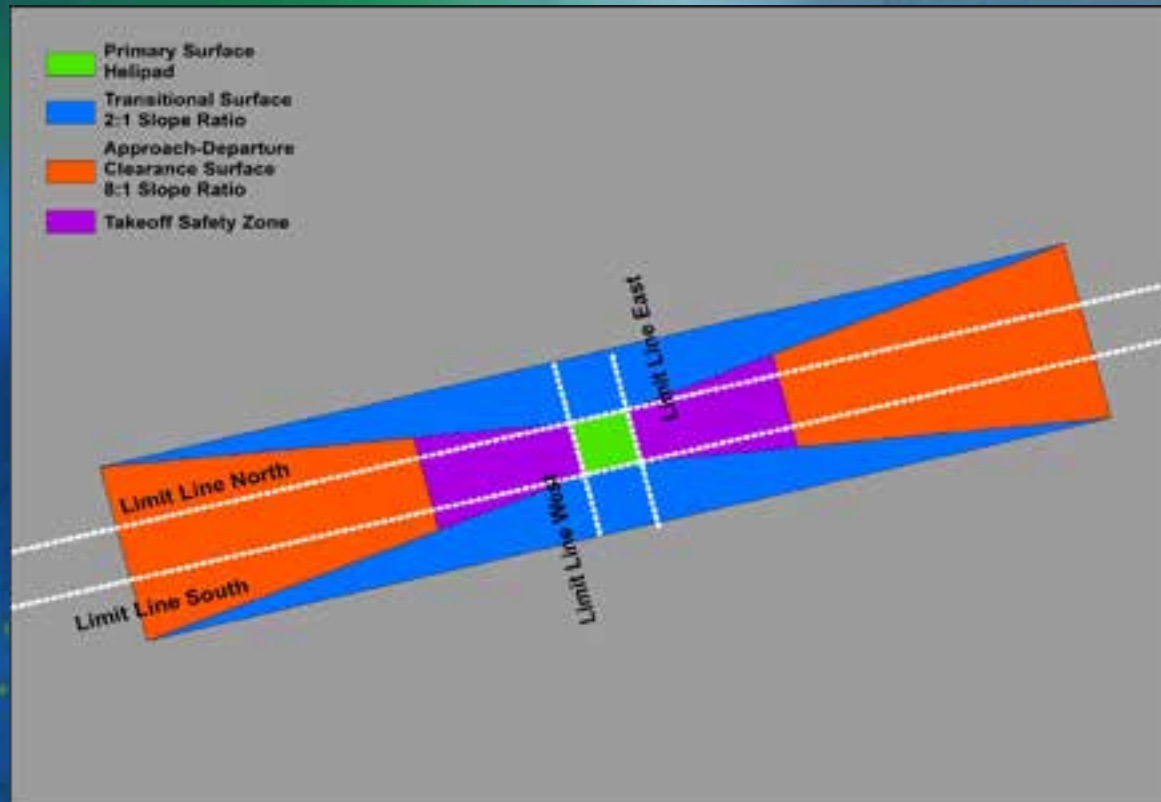 Primary Surface
Helipad
Transitional Surface
2:1 Slope Ratio
Approach-Departure
Clearance Surface
8:1 Slope Ratio
Takeoff Safety Zone
Limit Line East
Limit Line North
Limit Line West
Limit Line South